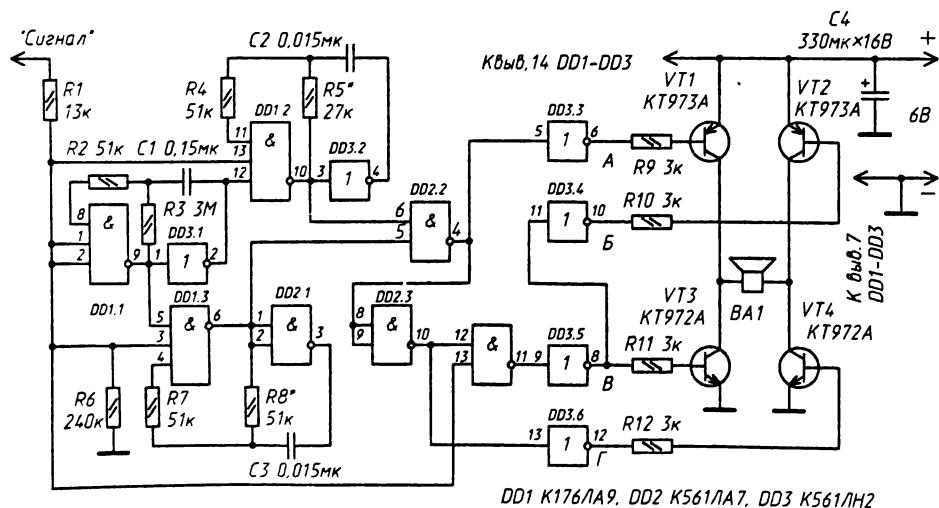 "Сигнал"
R1
13к
R2 51к
C1 0,15мк
R3 3М
8
1
2
&
9
DD1.1
DD3.1
1
1
2
C2 0,015мк
R4
51к
R5*
27к
DD1.2
11
13
12
&
10
DD3.2
3
1
4
DD1.3
5
3
4
&
6
DD2.1
1
2
&
3
R6
240к
R7
51к
R8*
51к
C3 0,015мк
DD2.2
6
5
&
4
DD2.3
8
9
&
10
12
13
&
11
К выв. 14 DD1-DD3
DD3.3
5
1
6
А
R9 3к
DD3.4
11
1
10
Б
R10 3к
DD3.5
9
1
8
В
R11 3к
DD3.6
13
1
12
Г
R12 3к
VT1
КТ973А
VT2
КТ973А
VT3
КТ972А
VT4
КТ972А
BA1
C4
330мк×16В
+
+
6В
−
К выв. 7
DD1-DD3
DD1 К176ЛА9, DD2 К561ЛА7, DD3 К561ЛН2